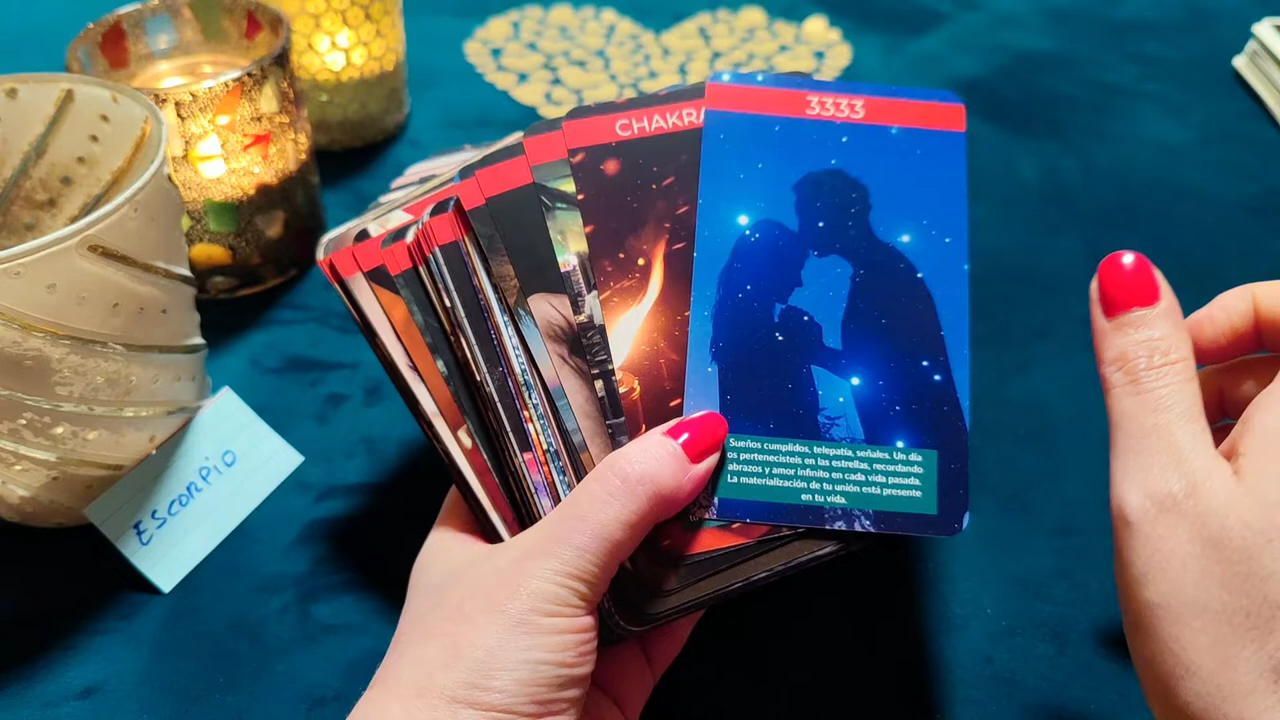 3333
CHAKRA
Sueños cumplidos, telepatía, señales. Un día
os pertenecisteis en las estrellas, recordando
abrazos y amor infinito en cada vida pasada.
La materialización de tu unión está presente
en tu vida.
ESCORPIO